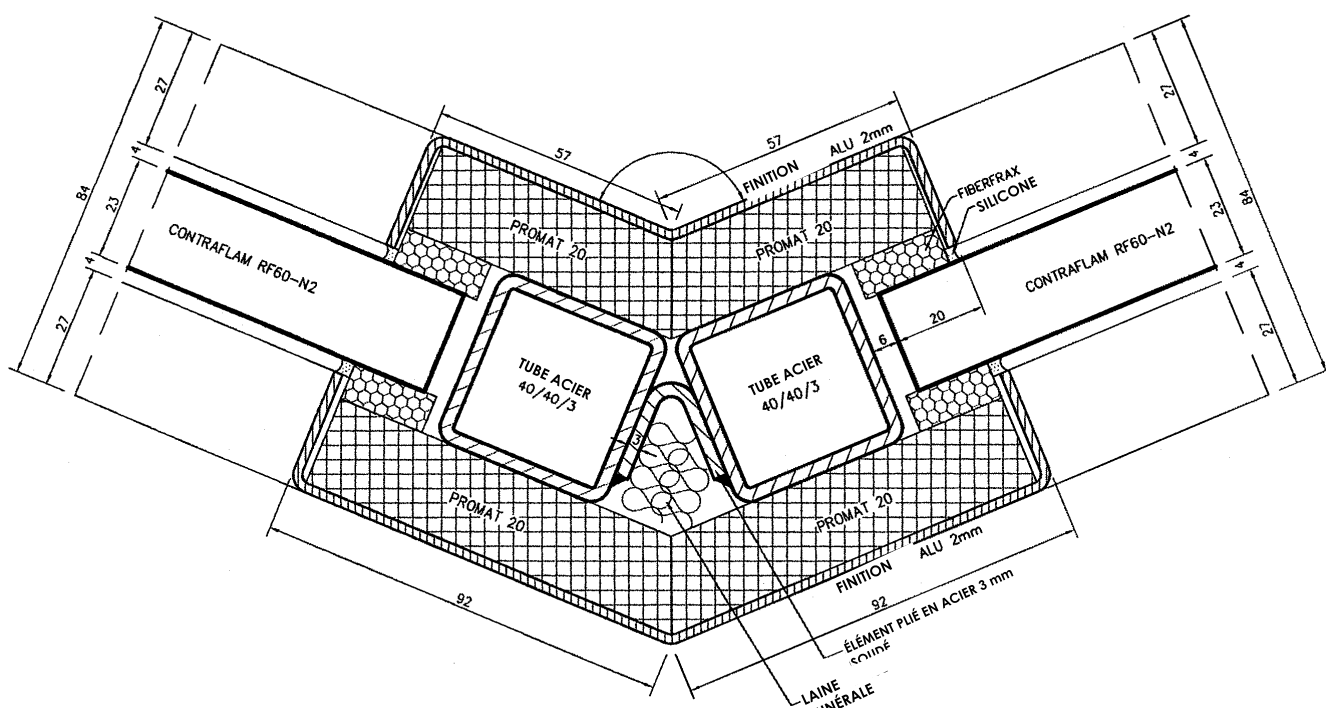 27
4
84
23
4
27
57
57
FINITION ALU 2mm
FIBERFRAX
SILICONE
27
4
84
23
4
27
CONTRAFLAM RF60-N2
PROMAT 20
PROMAT 20
CONTRAFLAM RF60-N2
20
6
TUBE ACIER
40/40/3
TUBE ACIER
40/40/3
3
PROMAT 20
PROMAT 20
FINITION ALU 2mm
92
92
ÉLÉMENT PLIÉ EN ACIER 3 mm
SOUDÉ
LAINE